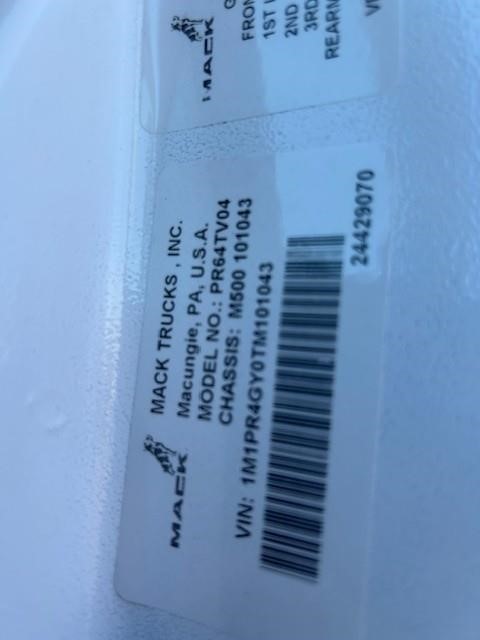 MACK
FRON
1ST
2ND
3RD
REARM
MACK
MACK TRUCKS , INC.
Macungie, PA, U.S.A.
MODEL NO.: PR64TV04
CHASSIS: M500 101043
VIN: 1M1PR4GY0TM101043
24429070